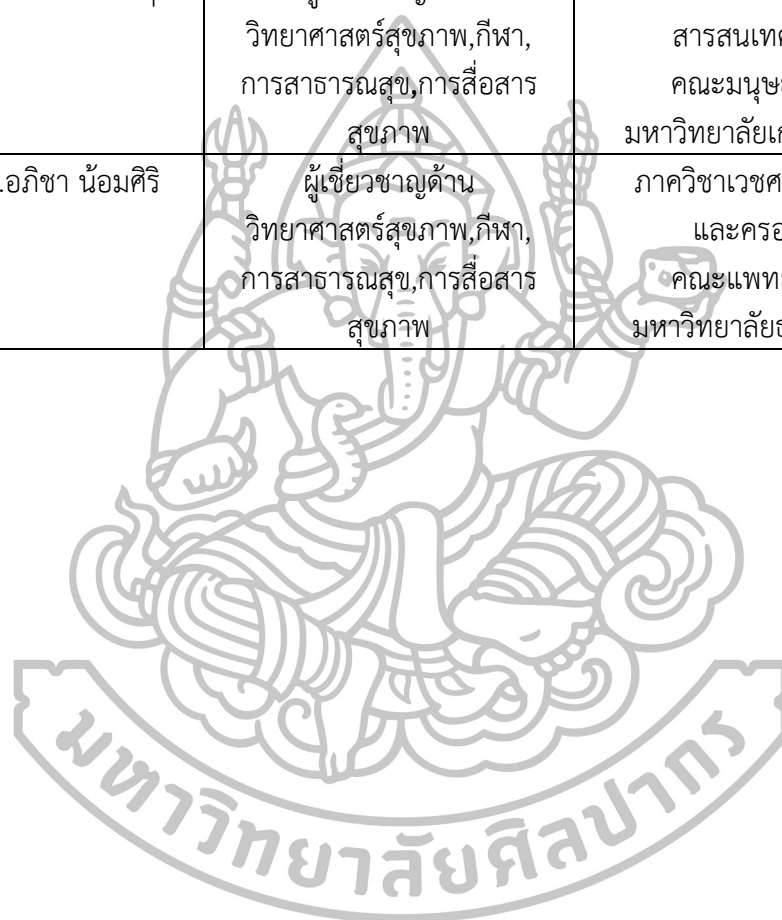 วิทยาศาสตร์สุขภาพ,กีฬา,
การสาธารณสุข,การสื่อสาร
สุขภาพ
.อภิชา น้อมศิริ
ผู้เชี่ยวชาญด้าน
วิทยาศาสตร์สุขภาพ,กีฬา,
การสาธารณสุข,การสื่อสาร
สุขภาพ
ภาควิชาเวชศ
และครอ
คณะแพท
มหาวิทยาลัยธ
สารสนเท
คณะมนุษ
มหาวิทยาลัยเก
มหาวิทยาลัยศิลปากร